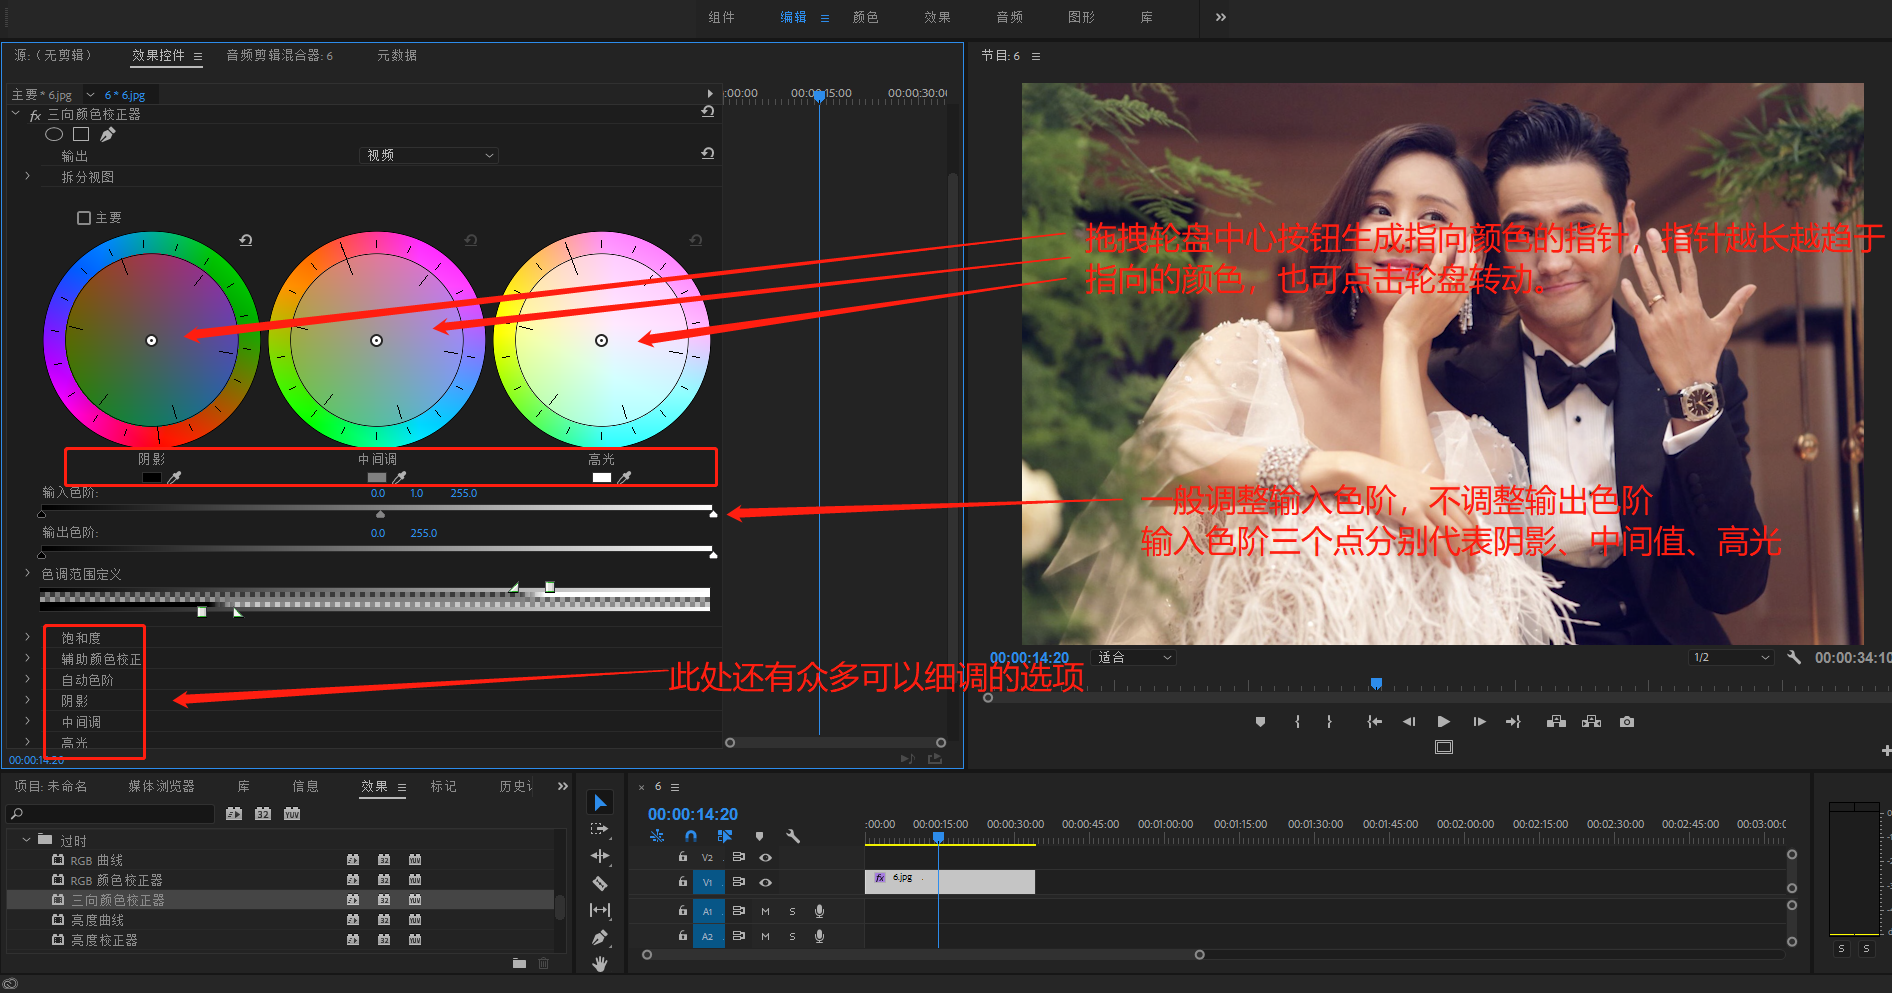 组件 编辑 颜色 效果 音频 图形 库
源:（无剪辑） 效果控件 音频剪辑混合器: 6 元数据
节目: 6
主要 * 6.jpg 6 * 6.jpg
:00:00 00:00:15:00 00:00:30:0
fx 三向颜色校正器
输出 视频
拆分视图
主要
拖拽轮盘中心按钮生成指向颜色的指针，指针越长越趋于
指向的颜色，也可点击轮盘转动。
阴影 中间调 高光
输入色阶: 0.0 1.0 255.0
一般调整输入色阶，不调整输出色阶
输出色阶: 0.0 255.0
输入色阶三个点分别代表阴影、中间值、高光
色调范围定义
饱和度
辅助颜色校正
自动色阶
阴影
中间调
高光
此处还有众多可以细调的选项
00:00:14:20
00:00:14:20 适合 1/2 00:00:34:10
项目: 未命名 媒体浏览器 库 信息 效果 标记 历史
32 YUV
过时
RGB 曲线 32 YUV
RGB 颜色校正器 32 YUV
三向颜色校正器 32 YUV
亮度曲线 32 YUV
亮度校正器 32 YUV
× 6
00:00:14:20
:00:00 00:00:15:00 00:00:30:00 00:00:45:00 00:01:00:00 00:01:15:00 00:01:30:00 00:01:45:00 00:02:00:00 00:02:15:00 00:02:30:00 00:02:45:00 00:03:00:0
V2
V1 fx 6.jpg
A1 M S
A2 M S
S S